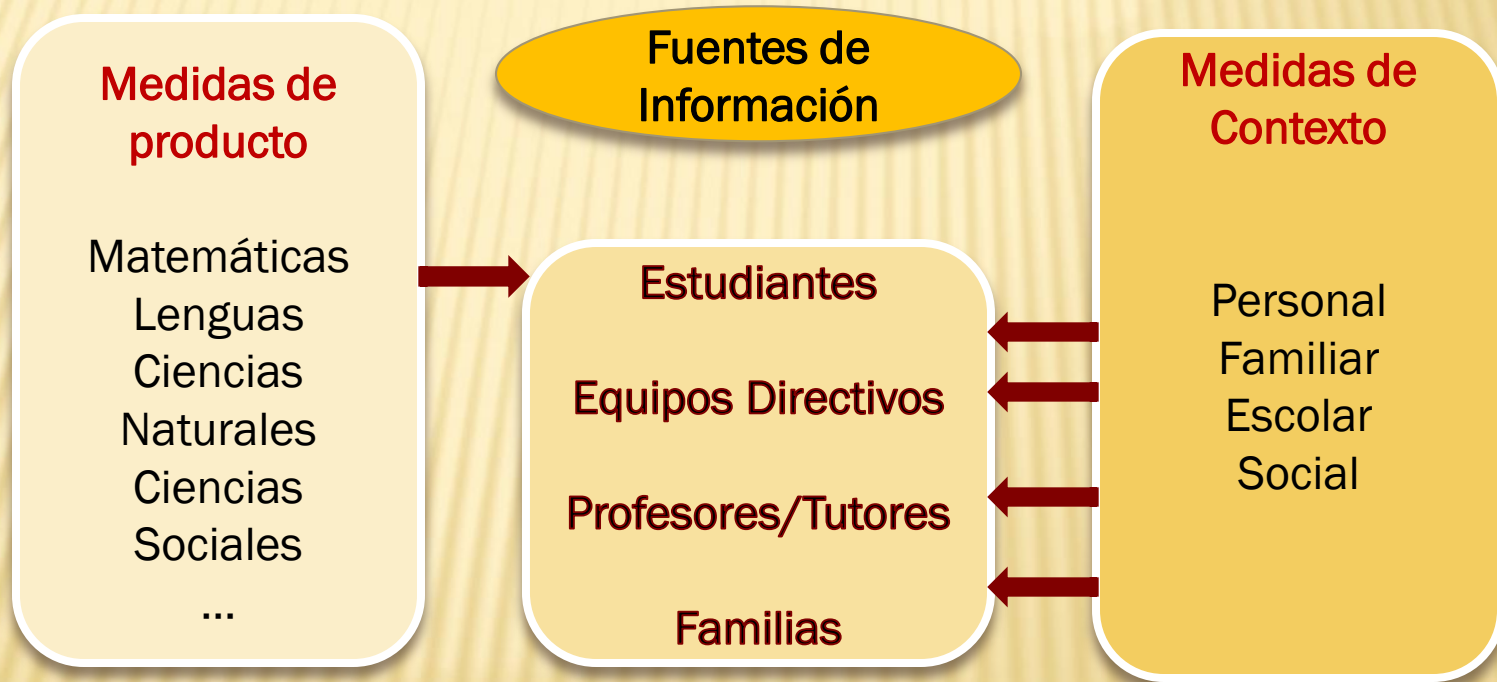 Medidas de
producto
Matemáticas
Lenguas
Ciencias
Naturales
Ciencias
Sociales
...
Fuentes de
Información
Estudiantes
Equipos Directivos
Profesores/Tutores
Familias
Medidas de
Contexto
Personal
Familiar
Escolar
Social